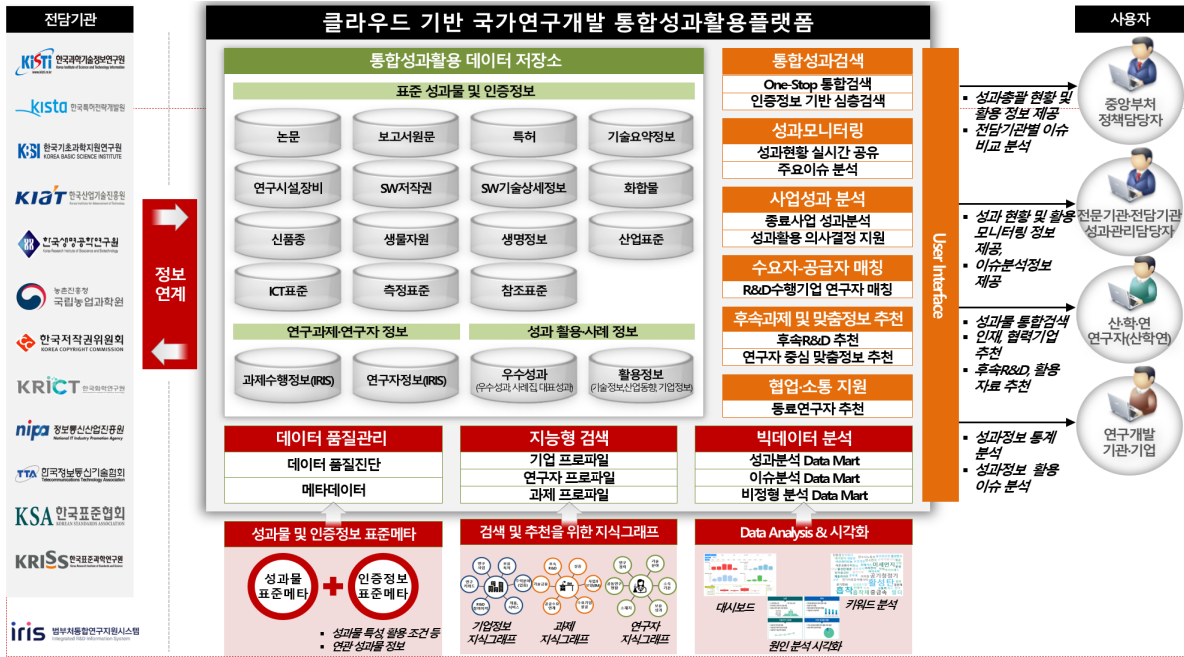 전담기관
클라우드 기반 국가연구개발 통합성과활용플랫폼
사용자
KiSTi 한국과학기술정보연구원
www.kisti.re.kr Korea Institute of Science and Technology Information
kista 한국특허전략개발원
KBSI 한국기초과학지원연구원
KOREA BASIC SCIENCE INSTITUTE
KIAT 한국산업기술진흥원
한국생명공학연구원
농촌진흥청
국립농업과학원
한국저작권위원회
KOREA COPYRIGHT COMMISSION
KRICT 한국화학연구원
nipa 정보통신산업진흥원
National IT Industry Promotion Agency
TTA 한국정보통신기술협회
Telecommunications Technology Association
KSA 한국표준협회
KOREAN STANDARDS ASSOCIATION
KRISS 한국표준과학연구원
iris 범부처통합연구지원시스템
Integrated R&D Information System
정보
연계
통합성과활용 데이터 저장소
표준 성과물 및 인증정보
논문
보고서원문
특허
기술요약정보
연구시설,장비
SW저작권
SW기술상세정보
화합물
신품종
생물자원
생명정보
산업표준
ICT표준
측정표준
참조표준
연구과제·연구자 정보
성과 활용·사례 정보
과제수행정보(IRIS)
연구자정보(IRIS)
우수성과
(우수성과, 사례집, 대표성과)
활용정보
(기술정보산업동향, 기업정보)
통합성과검색
One-Stop 통합검색
인증정보 기반 심층검색
성과모니터링
성과현황 실시간 공유
주요이슈 분석
사업성과 분석
종료사업 성과분석
성과활용 의사결정 지원
수요자-공급자 매칭
R&D수행기업 연구자 매칭
후속과제 및 맞춤정보 추천
후속R&D 추천
연구자 중심 맞춤정보 추천
협업·소통 지원
동료연구자 추천
User Interface
데이터 품질관리
데이터 품질진단
메타데이터
지능형 검색
기업 프로파일
연구자 프로파일
과제 프로파일
빅데이터 분석
성과분석 Data Mart
이슈분석 Data Mart
비정형 분석 Data Mart
성과물 및 인증정보 표준메타
성과물
표준메타
인증정보
표준메타
▪ 성과물 특성, 활용 조건 등
▪ 연관 성과물 정보
검색 및 추천을 위한 지식그래프
기업정보
지식그래프
과제
지식그래프
연구자
지식그래프
Data Analysis & 시각화
대시보드
키워드 분석
원인 분석 시각화
▪ 성과총괄 현황 및
활용 정보 제공
▪ 전담기관별 이슈
비교 분석
중앙부처
정책담당자
▪ 성과 현황 및 활용
모니터링 정보
제공,
▪ 이슈분석정보
제공
전문기관·전담기관
성과관리담당자
▪ 성과물 통합검색
▪ 인재, 협력기업
추천
▪ 후속R&D, 활용
자료 추천
산·학·연
연구자(산학연)
▪ 성과정보 통계
분석
▪ 성과정보 활용
이슈 분석
연구개발
기관·기업